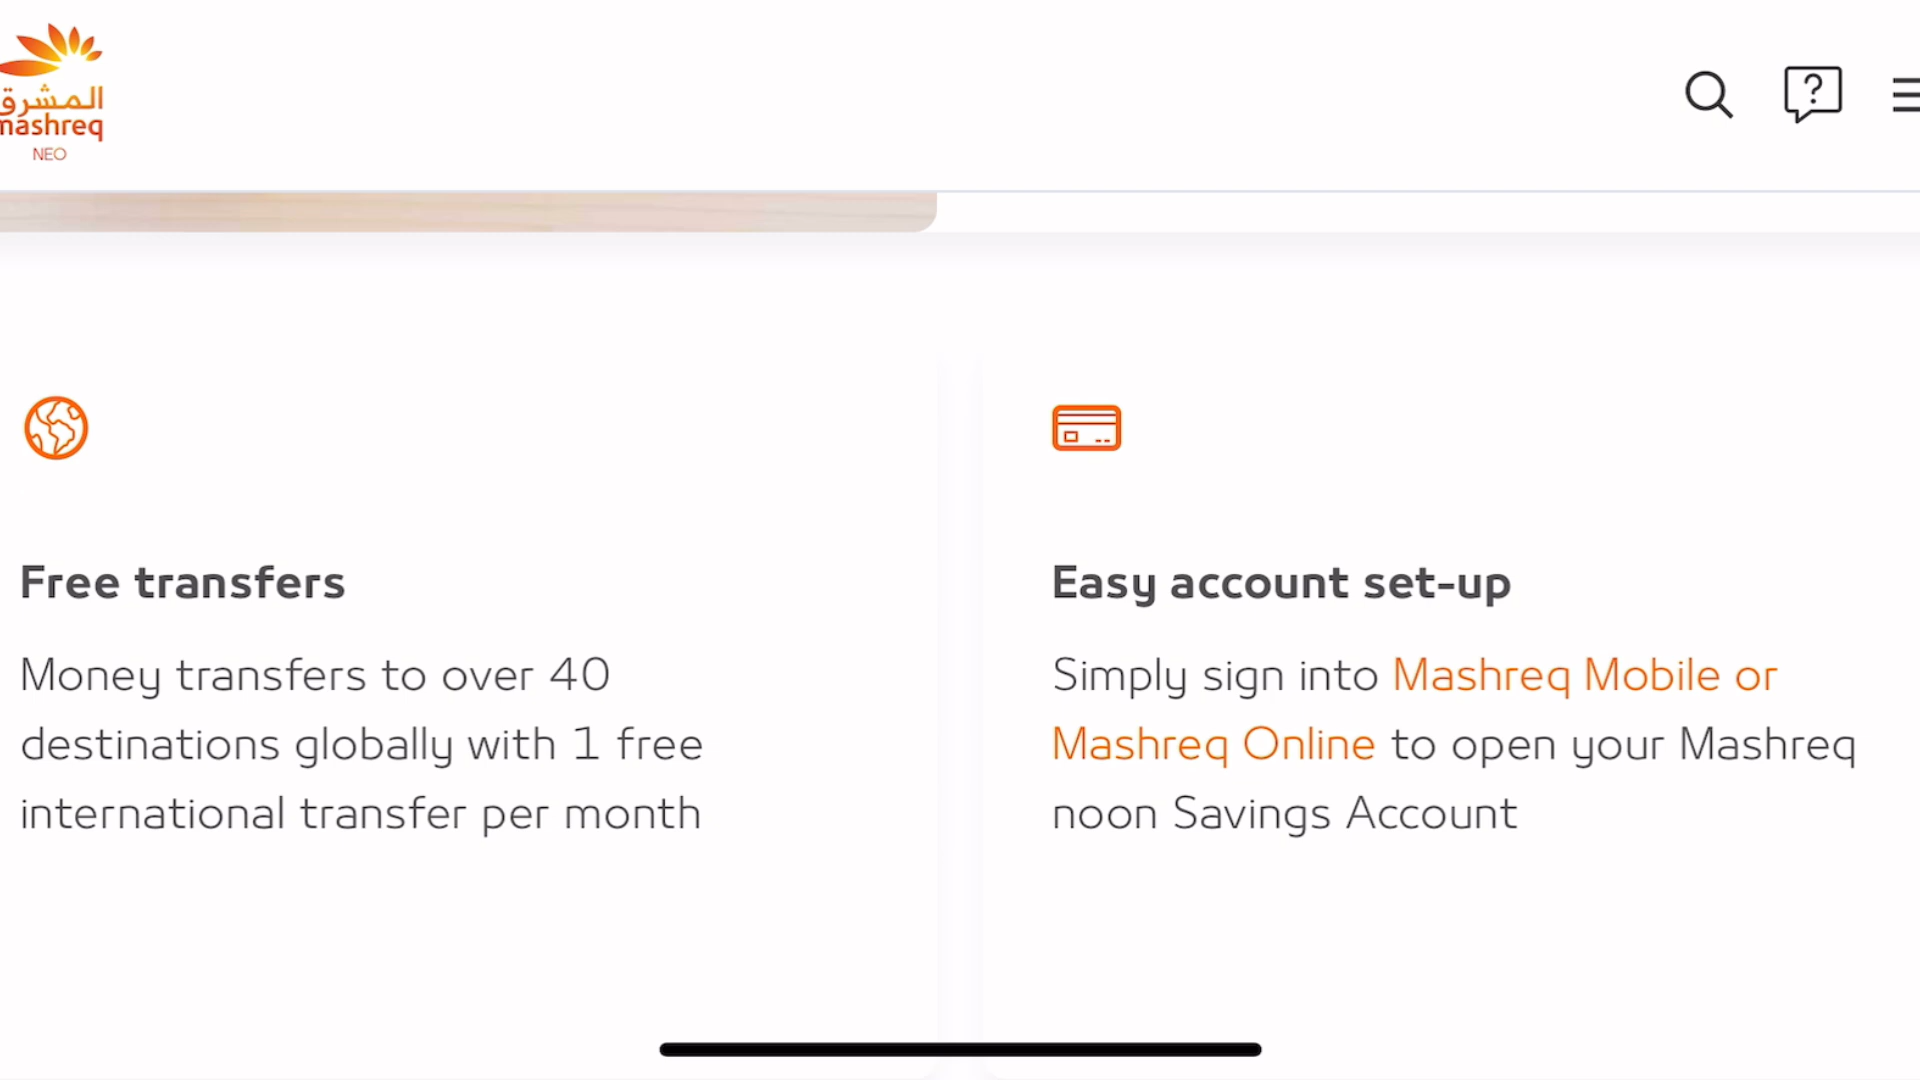 المشرق
mashreq
NEO
Free transfers
Money transfers to over 40
destinations globally with 1 free
international transfer per month
Easy account set-up
Simply sign into Mashreq Mobile or
Mashreq Online to open your Mashreq
noon Savings Account